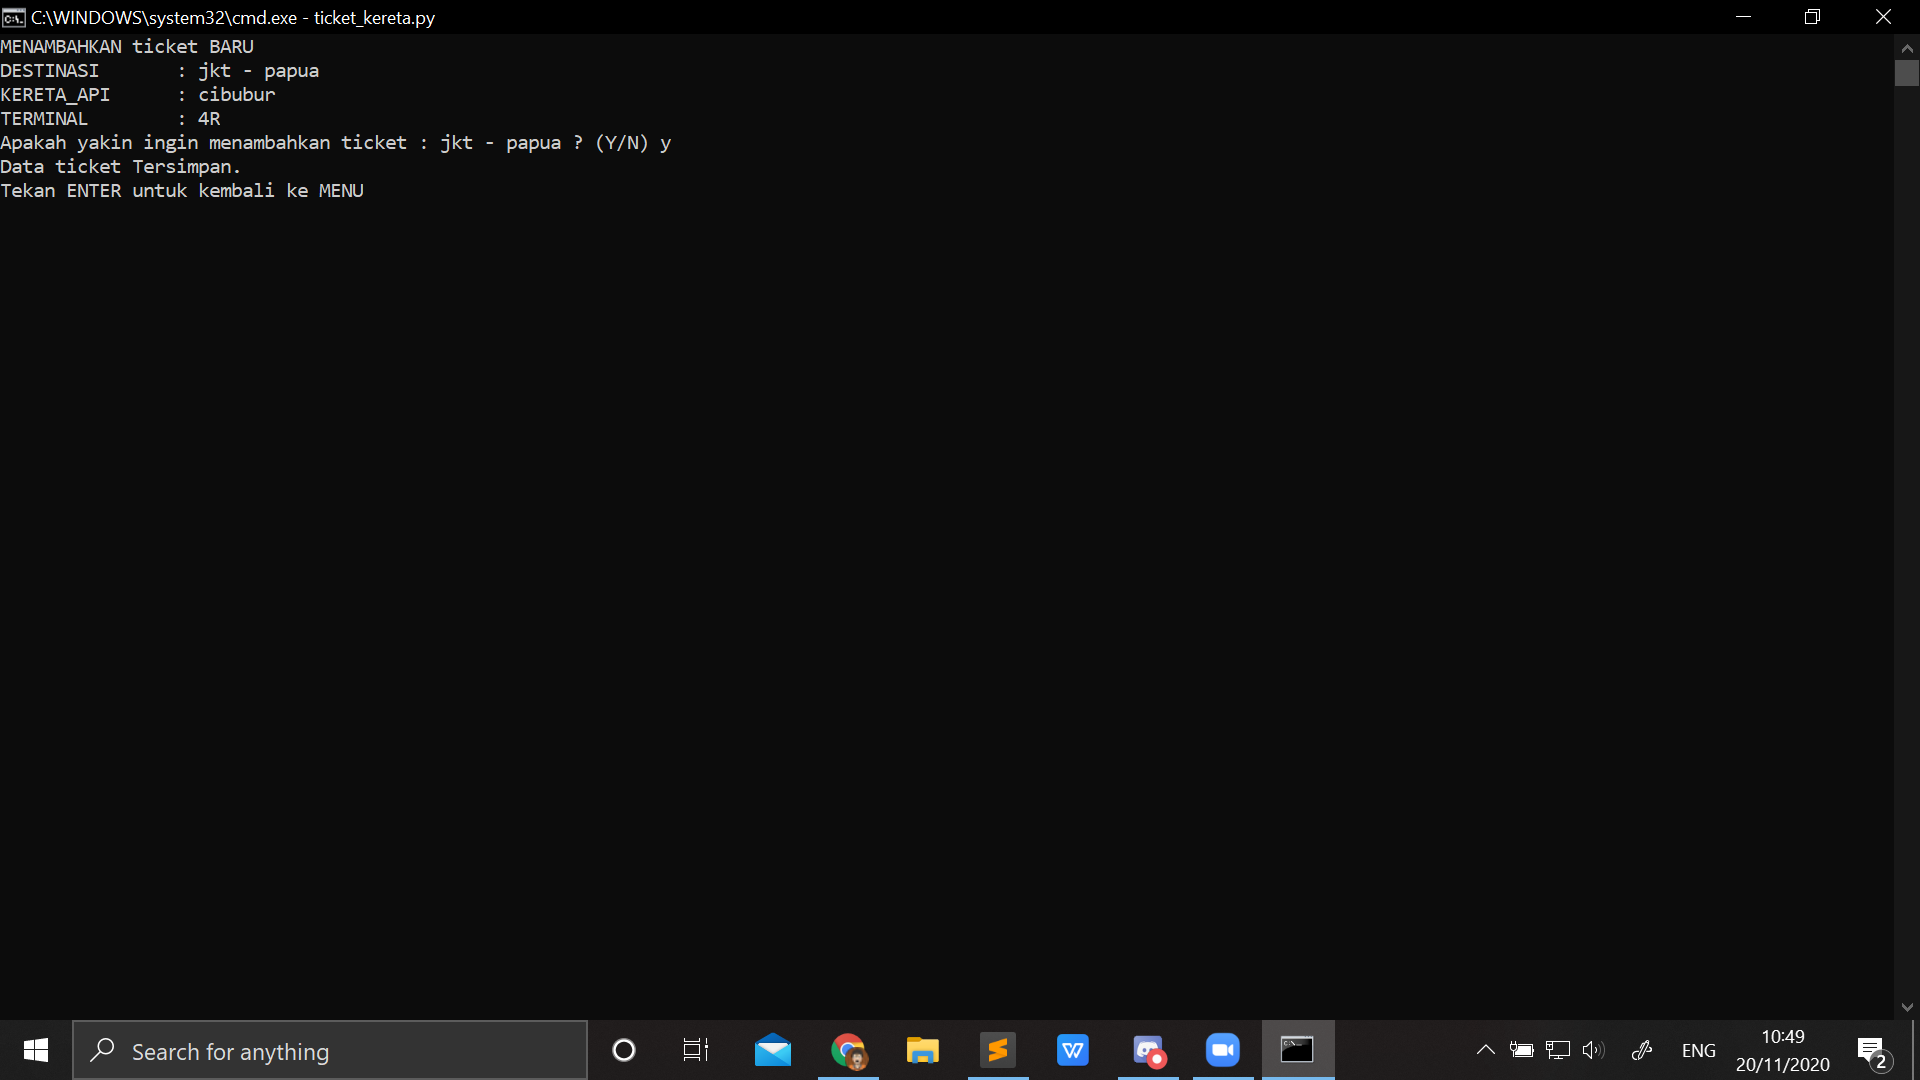 C:\WINDOWS\system32\cmd.exe - ticket_kereta.py
MENAMBAHKAN ticket BARU
DESTINASI       : jkt - papua
KERETA_API      : cibubur
TERMINAL        : 4R
Apakah yakin ingin menambahkan ticket : jkt - papua ? (Y/N) y
Data ticket Tersimpan.
Tekan ENTER untuk kembali ke MENU
Search for anything
ENG
10:49
20/11/2020
2